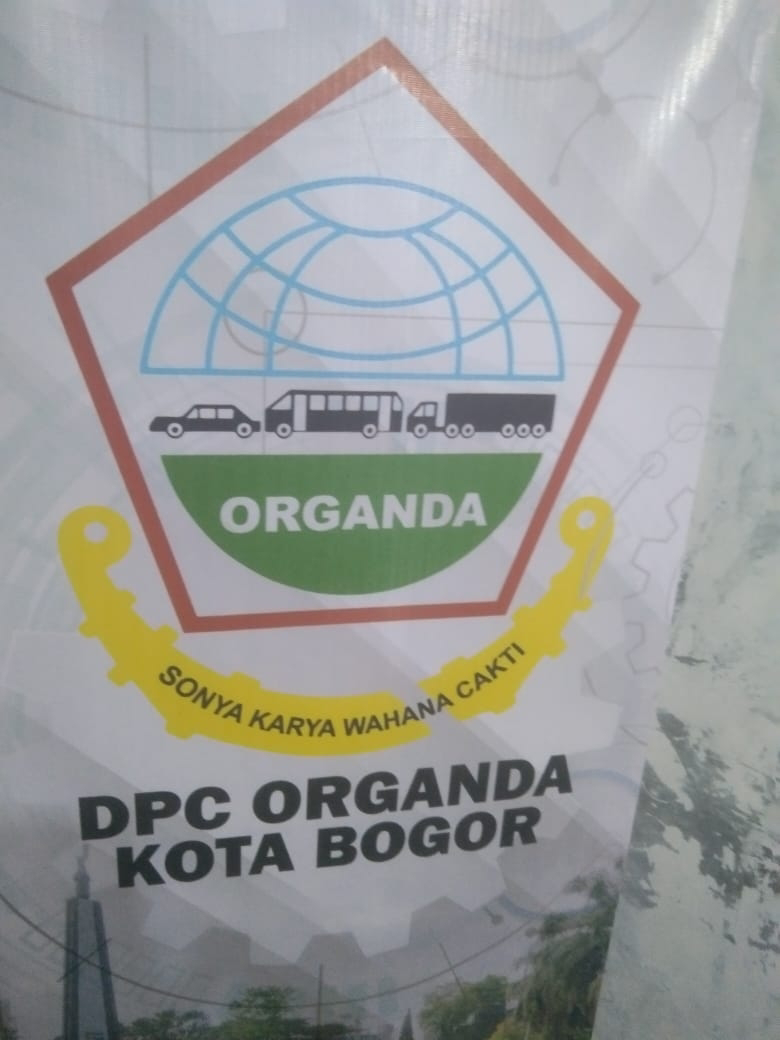 ORGANDA
SONYA KARYA WAHANA CAKTI
DPC ORGANDA
KOTA BOGOR